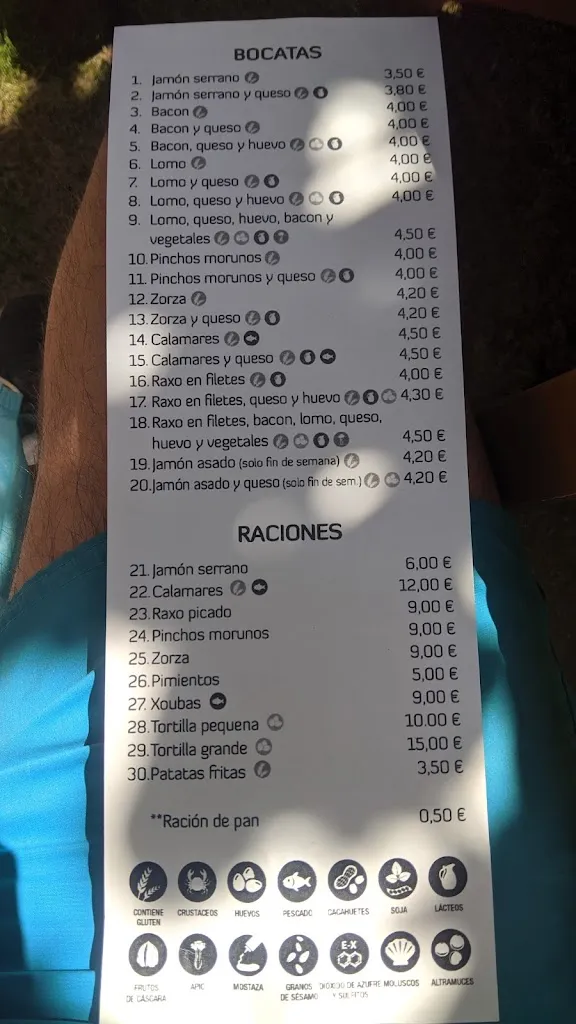 BOCATAS
1. Jamón serrano 3,50 €
2. Jamón serrano y queso 3,80 €
3. Bacon 4,00 €
4. Bacon y queso 4,00 €
5. Bacon, queso y huevo 4,00 €
6. Lomo 4,00 €
7. Lomo y queso 4,00 €
8. Lomo, queso y huevo 4,00 €
9. Lomo, queso, huevo, bacon y
vegetales 4,50 €
10. Pinchos morunos 4,00 €
11. Pinchos morunos y queso 4,00 €
12. Zorza 4,20 €
13. Zorza y queso 4,20 €
14. Calamares 4,50 €
15. Calamares y queso 4,50 €
16. Raxo en filetes 4,00 €
17. Raxo en filetes, queso y huevo 4,30 €
18. Raxo en filetes, bacon, lomo, queso,
huevo y vegetales 4,50 €
19. Jamón asado (solo fin de semana) 4,20 €
20. Jamón asado y queso (solo fin de sem.) 4,20 €
RACIONES
21. Jamón serrano 6,00 €
22. Calamares 12,00 €
23. Raxo picado 9,00 €
24. Pinchos morunos 9,00 €
25. Zorza 9,00 €
26. Pimientos 5,00 €
27. Xoubas 9,00 €
28. Tortilla pequena 10.00 €
29. Tortilla grande 15,00 €
30. Patatas fritas 3,50 €
**Ración de pan 0,50 €
CONTIENE GLUTEN CRUSTACEOS HUEVOS PESCADO CACAHUETES SOJA LÁCTEOS
E-X
FRUTOS DE CÁSCARA APIO MOSTAZA GRANOS DE SÉSAMO DIÓXIDO DE AZUFRE Y SULFITOS MOLUSCOS ALTRAMUCES